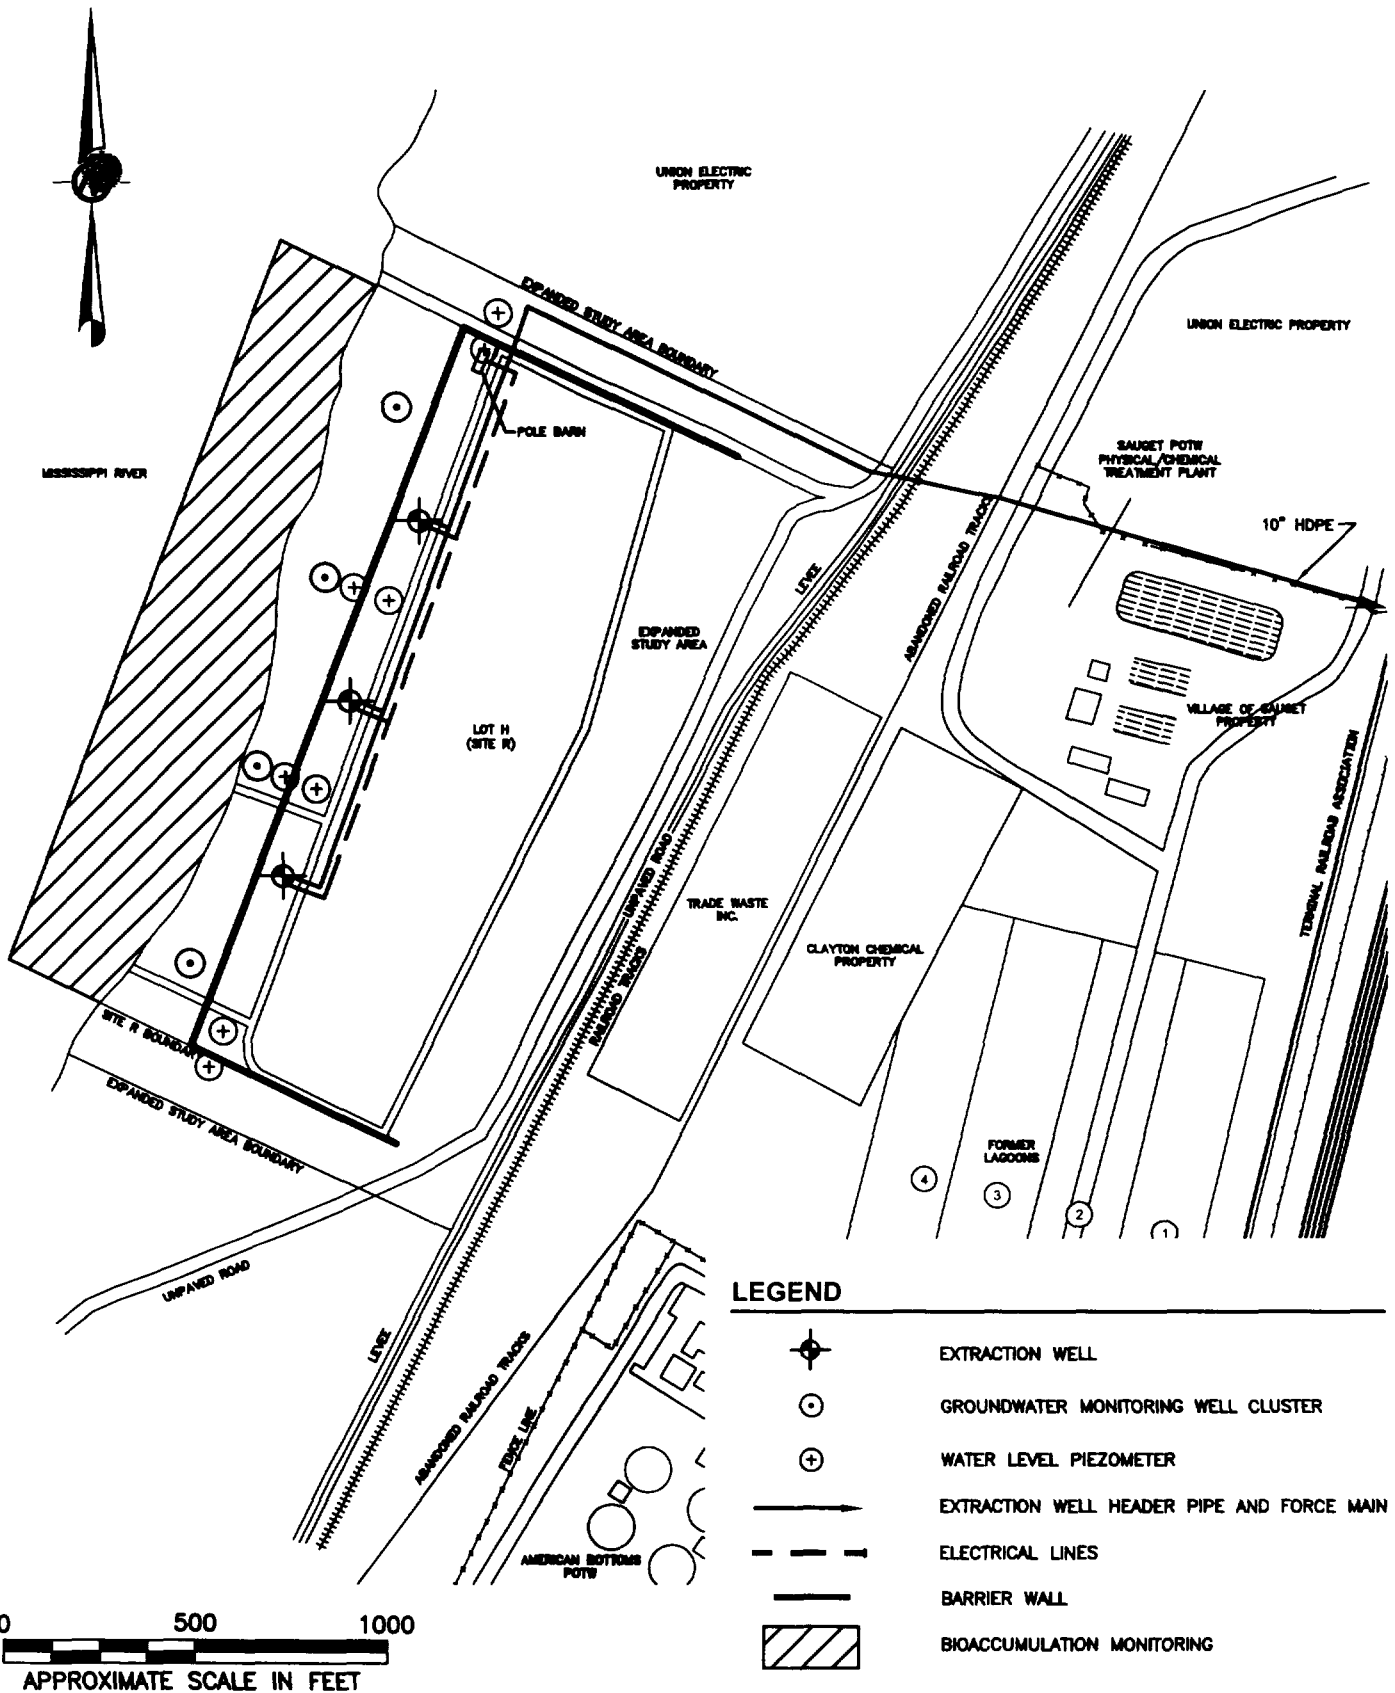 UNION ELECTRIC
PROPERTY
EXPANDED STUDY AREA BOUNDARY
UNION ELECTRIC PROPERTY
POLE BARN
SAUGET POTW
PHYSICAL/CHEMICAL
TREATMENT PLANT
MISSISSIPPI RIVER
10" HDPE
ABANDONED RAILROAD TRACKS
LEVEE
EXPANDED
STUDY AREA
LOT H
(SITE R)
VILLAGE OF SAUGET
PROPERTY
TERMINAL RAILROAD ASSOCIATION
UNPAVED ROAD
RAILROAD TRACKS
TRADE WASTE
INC.
CLAYTON CHEMICAL
PROPERTY
SITE R BOUNDARY
EXPANDED STUDY AREA BOUNDARY
FORMER
LAGOONS
4
3
2
1
UNPAVED ROAD
LEVEE
ABANDONED RAILROAD TRACKS
FENCE LINE
AMERICAN BOTTOMS
POTW
LEGEND
EXTRACTION WELL
GROUNDWATER MONITORING WELL CLUSTER
WATER LEVEL PIEZOMETER
EXTRACTION WELL HEADER PIPE AND FORCE MAIN
ELECTRICAL LINES
BARRIER WALL
BIOACCUMULATION MONITORING
0 500 1000
APPROXIMATE SCALE IN FEET